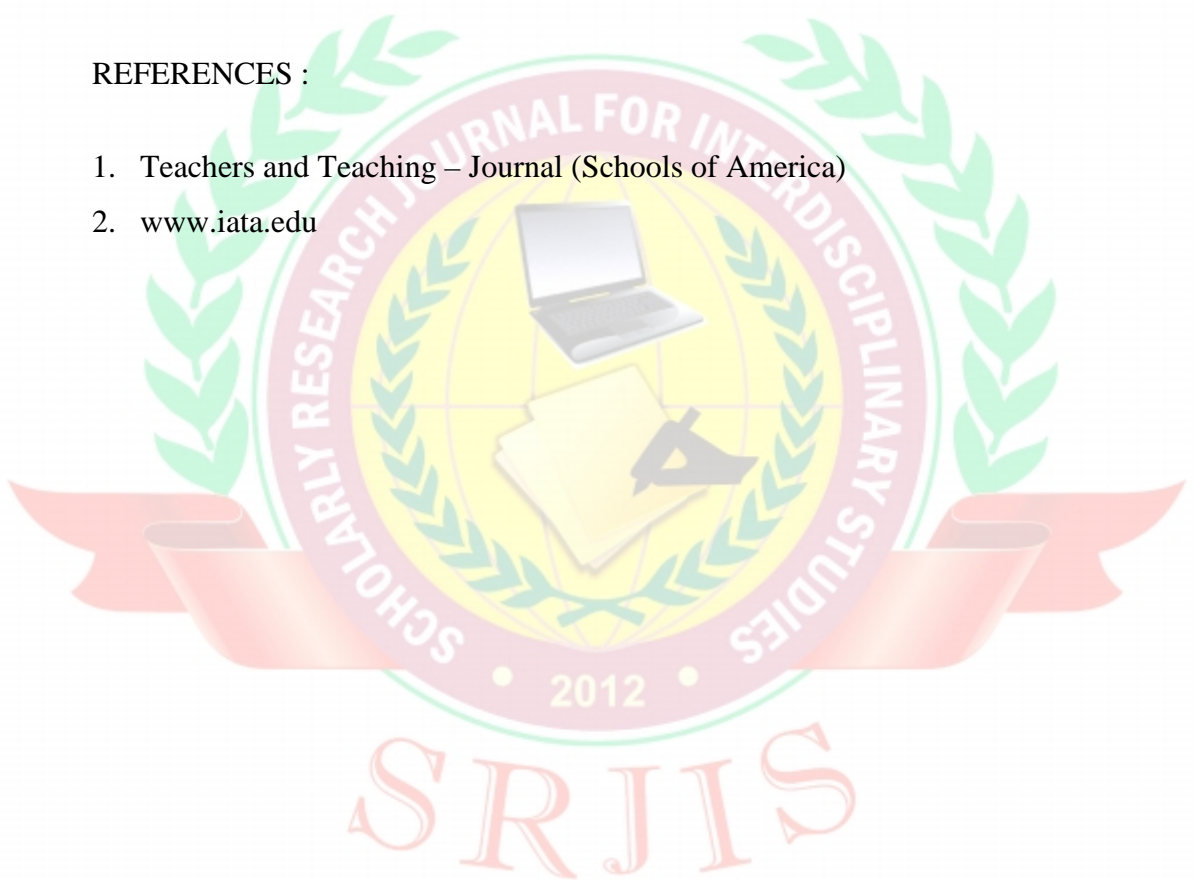 REFERENCES :
1. Teachers and Teaching – Journal (Schools of America)
2. www.iata.edu
SCHOLARLY RESEARCH JOURNAL FOR INTERDISCIPLINARY STUDIES
• 2012 •
SRJIS